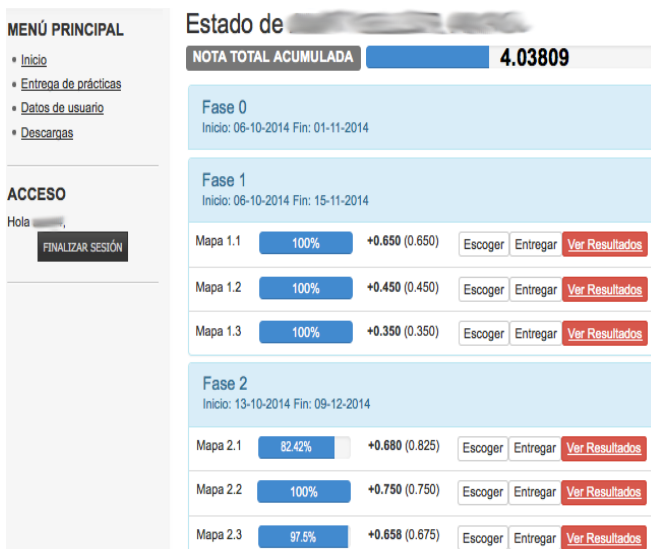 MENÚ PRINCIPAL
Inicio
Entrega de prácticas
Datos de usuario
Descargas
ACCESO
Hola ,
FINALIZAR SESIÓN
Estado de
NOTA TOTAL ACUMULADA 4.03809
Fase 0
Inicio: 06-10-2014 Fin: 01-11-2014
Fase 1
Inicio: 06-10-2014 Fin: 15-11-2014
Mapa 1.1 100% +0.650 (0.650) Escoger Entregar Ver Resultados
Mapa 1.2 100% +0.450 (0.450) Escoger Entregar Ver Resultados
Mapa 1.3 100% +0.350 (0.350) Escoger Entregar Ver Resultados
Fase 2
Inicio: 13-10-2014 Fin: 09-12-2014
Mapa 2.1 82.42% +0.680 (0.825) Escoger Entregar Ver Resultados
Mapa 2.2 100% +0.750 (0.750) Escoger Entregar Ver Resultados
Mapa 2.3 97.5% +0.658 (0.675) Escoger Entregar Ver Resultados